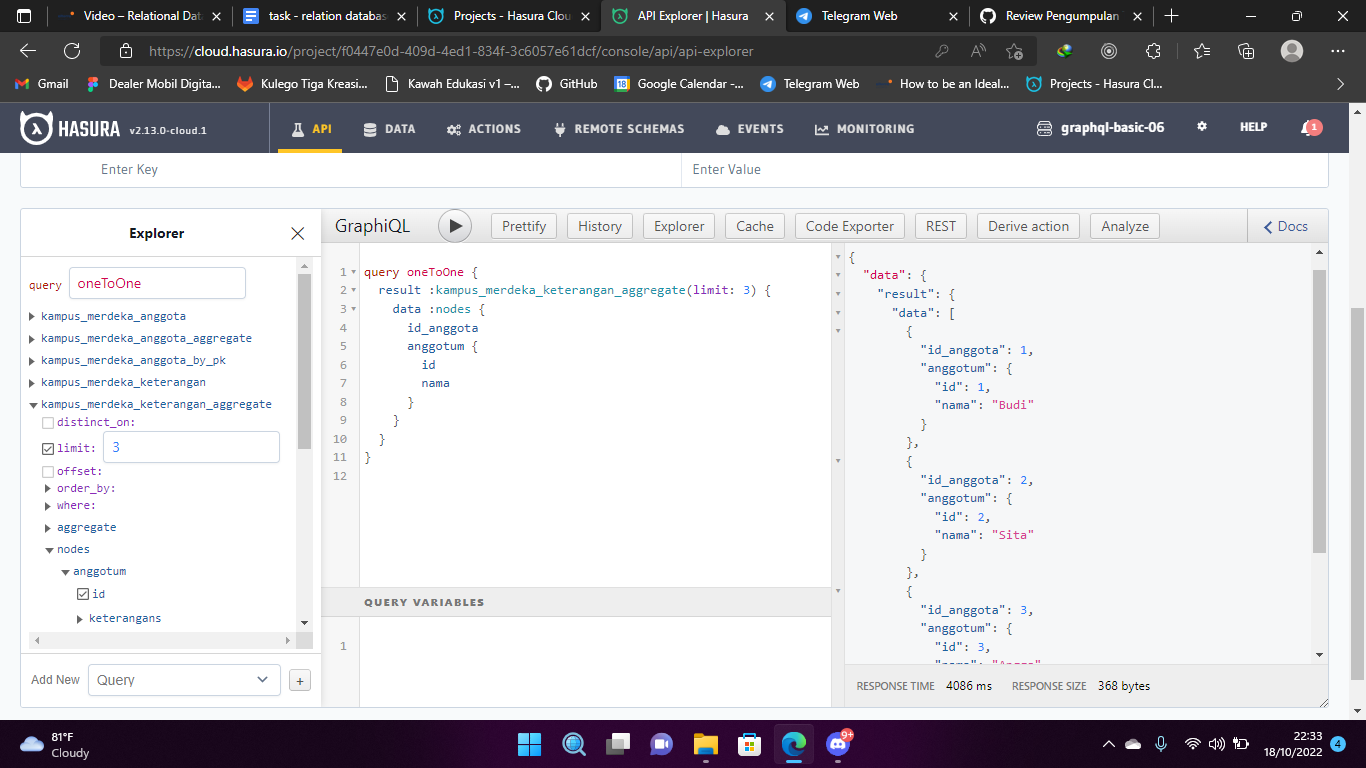 Video – Relational Dat
task - relation databas
Projects - Hasura Clou
API Explorer | Hasura
Telegram Web
Review Pengumpulan
https://cloud.hasura.io/project/f0447e0d-409d-4ed1-834f-3c6057e61dcf/console/api/api-explorer
Gmail
Dealer Mobil Digita...
Kulego Tiga Kreasi...
Kawah Edukasi v1 –...
GitHub
18
Google Calendar -...
Telegram Web
How to be an Ideal...
Projects - Hasura Cl...
HASURA v2.13.0-cloud.1
API
DATA
ACTIONS
REMOTE SCHEMAS
EVENTS
MONITORING
graphql-basic-06
HELP
1
Enter Key
Enter Value
Explorer
query oneToOne
kampus_merdeka_anggota
kampus_merdeka_anggota_aggregate
kampus_merdeka_anggota_by_pk
kampus_merdeka_keterangan
kampus_merdeka_keterangan_aggregate
distinct_on:
limit: 3
offset:
order_by:
where:
aggregate
nodes
anggotum
id
keterangans
Add New Query +
GraphiQL
Prettify
History
Explorer
Cache
Code Exporter
REST
Derive action
Analyze
Docs
1 query oneToOne {
2 result :kampus_merdeka_keterangan_aggregate(limit: 3) {
3 data :nodes {
4 id_anggota
5 anggotum {
6 id
7 nama
8 }
9 }
10 }
11 }
12
QUERY VARIABLES
1
{
"data": {
"result": {
"data": [
{
"id_anggota": 1,
"anggotum": {
"id": 1,
"nama": "Budi"
}
},
{
"id_anggota": 2,
"anggotum": {
"id": 2,
"nama": "Sita"
}
},
{
"id_anggota": 3,
"anggotum": {
"id": 3,
RESPONSE TIME 4086 ms RESPONSE SIZE 368 bytes
81°F
Cloudy
9+
22:33
18/10/2022
4